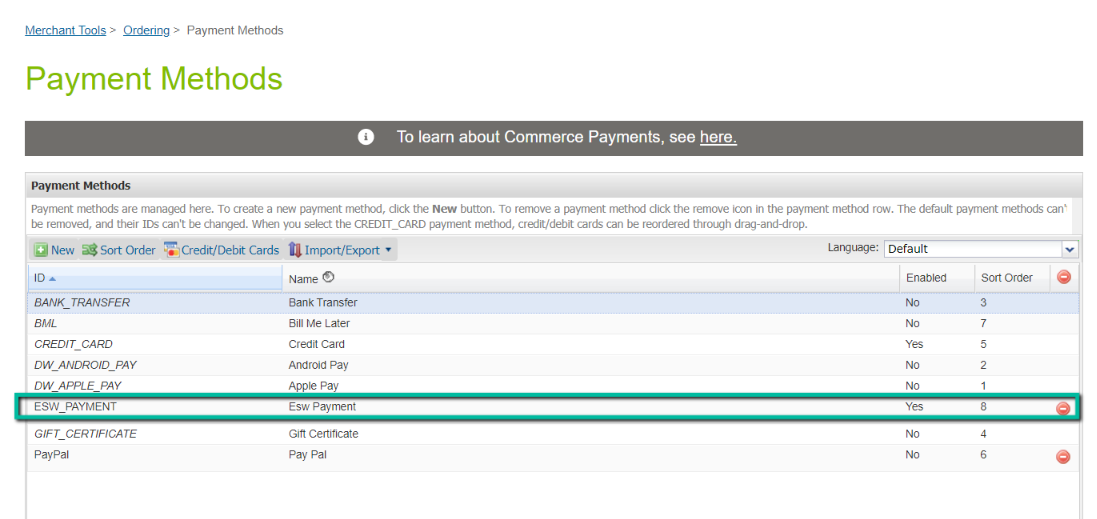 Merchant Tools > Ordering > Payment Methods
Payment Methods
To learn about Commerce Payments, see here.
Payment Methods
Payment methods are managed here. To create a new payment method, click the New button. To remove a payment method click the remove icon in the payment method row. The default payment methods can'
be removed, and their IDs can't be changed. When you select the CREDIT_CARD payment method, credit/debit cards can be reordered through drag-and-drop.
New Sort Order Credit/Debit Cards Import/Export Language: Default
ID Name Enabled Sort Order
BANK_TRANSFER Bank Transfer No 3
BML Bill Me Later No 7
CREDIT_CARD Credit Card Yes 5
DW_ANDROID_PAY Android Pay No 2
DW_APPLE_PAY Apple Pay No 1
ESW_PAYMENT Esw Payment Yes 8
GIFT_CERTIFICATE Gift Certificate No 4
PayPal Pay Pal No 6